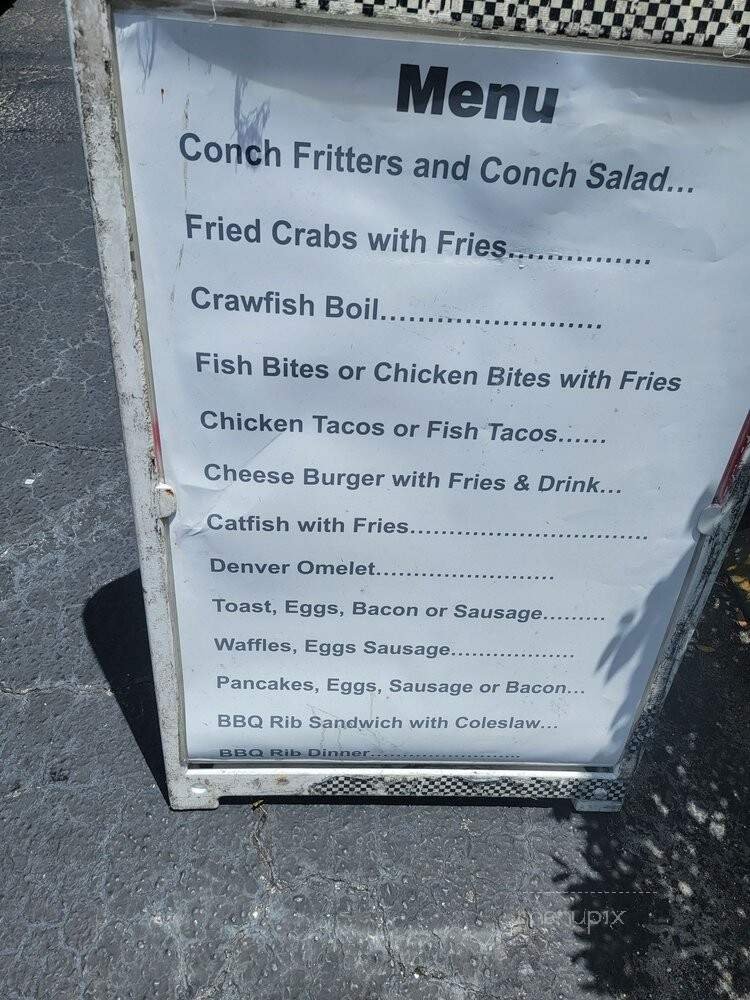 Menu
Conch Fritters and Conch Salad...
Fried Crabs with Fries...............
Crawfish Boil........................
Fish Bites or Chicken Bites with Fries
Chicken Tacos or Fish Tacos......
Cheese Burger with Fries & Drink...
Catfish with Fries...............................
Denver Omelet........................
Toast, Eggs, Bacon or Sausage.........
Waffles, Eggs Sausage..................
Pancakes, Eggs, Sausage or Bacon...
BBQ Rib Sandwich with Coleslaw...
BBQ Rib Dinner........................
menupix